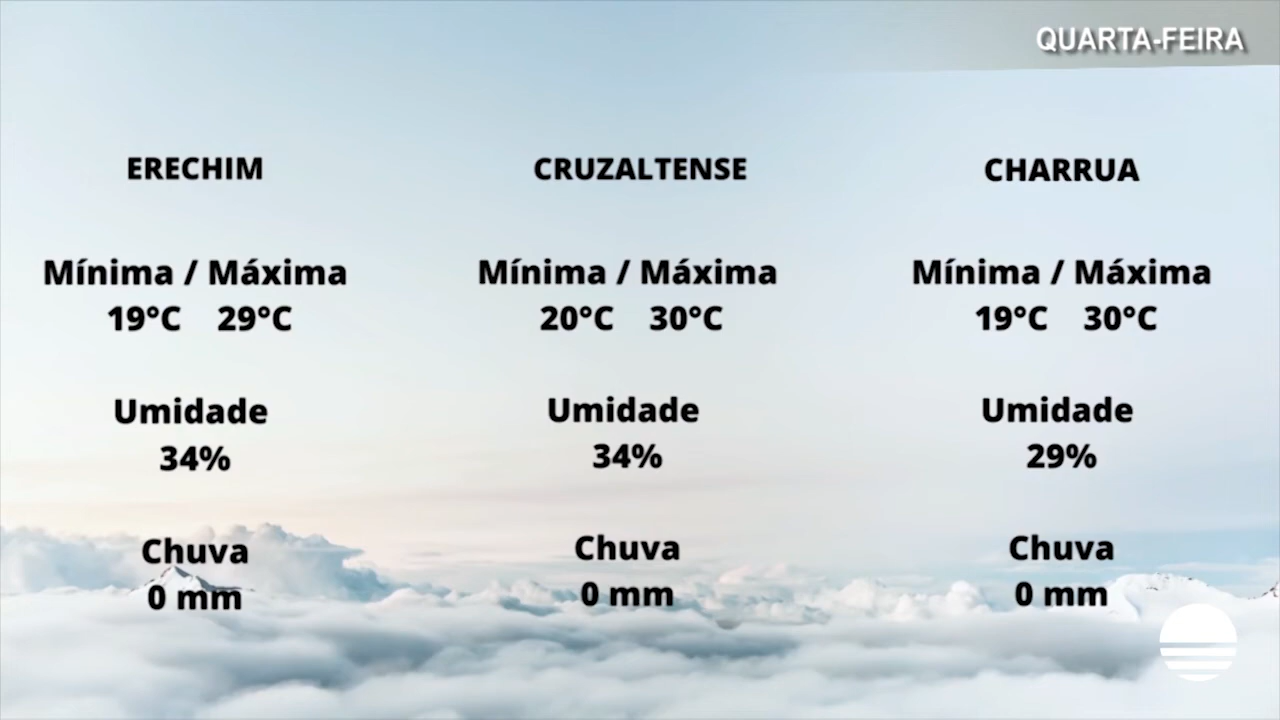 QUARTA-FEIRA
ERECHIM
Mínima / Máxima
19°C 29°C
Umidade
34%
Chuva
0 mm
CRUZALTENSE
Mínima / Máxima
20°C 30°C
Umidade
34%
Chuva
0 mm
CHARRUA
Mínima / Máxima
19°C 30°C
Umidade
29%
Chuva
0 mm